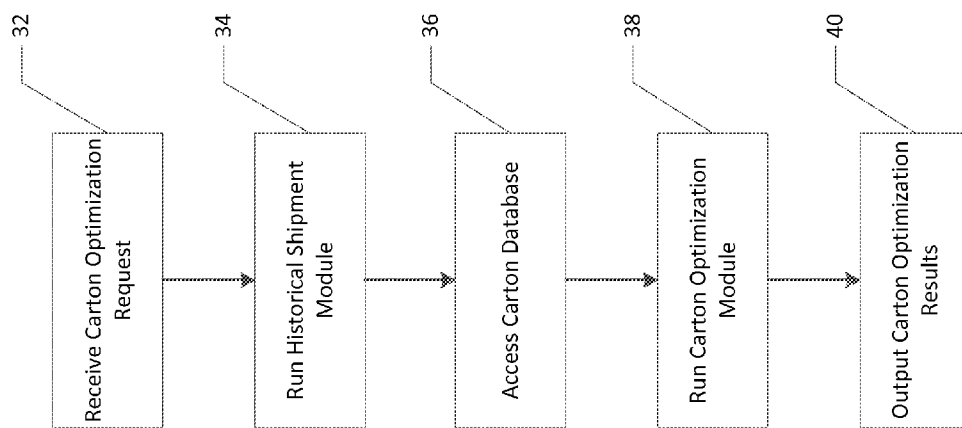 32
Receive Carton Optimization
Request
34
Run Historical Shipment
Module
36
Access Carton Database
38
Run Carton Optimization
Module
40
Output Carton Optimization
Results